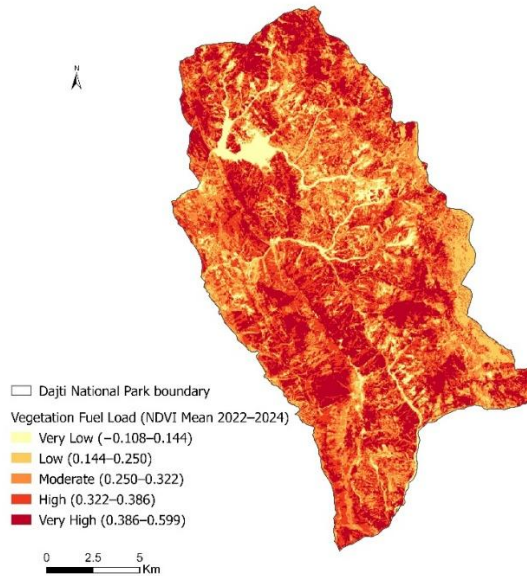 N
Dajti National Park boundary
Vegetation Fuel Load (NDVI Mean 2022–2024)
Very Low (−0.108–0.144)
Low (0.144–0.250)
Moderate (0.250–0.322)
High (0.322–0.386)
Very High (0.386–0.599)
0 2.5 5
Km